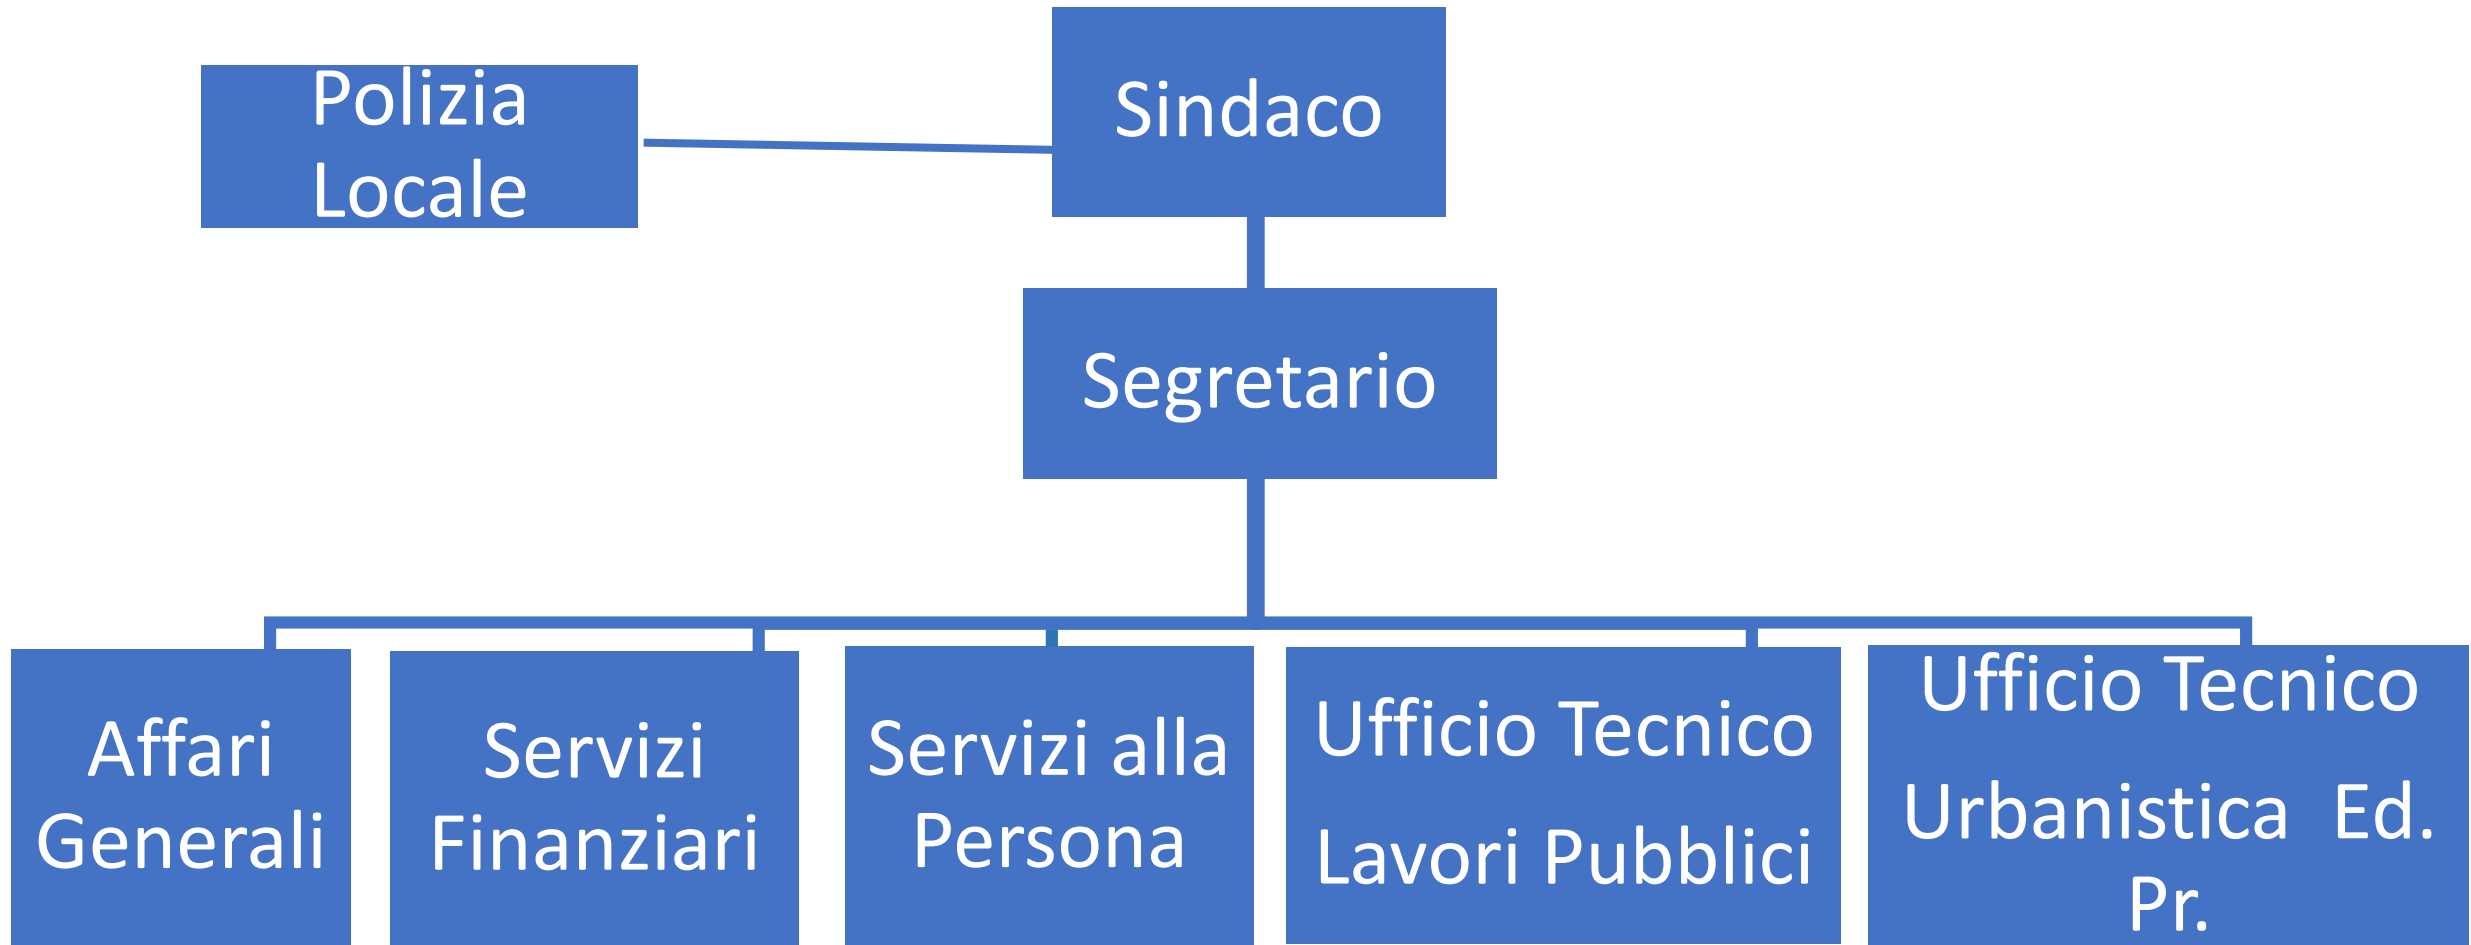 Polizia
Locale
Sindaco
Segretario
Affari
Generali
Servizi
Finanziari
Servizi alla
Persona
Ufficio Tecnico
Lavori Pubblici
Ufficio Tecnico
Urbanistica  Ed.
Pr.